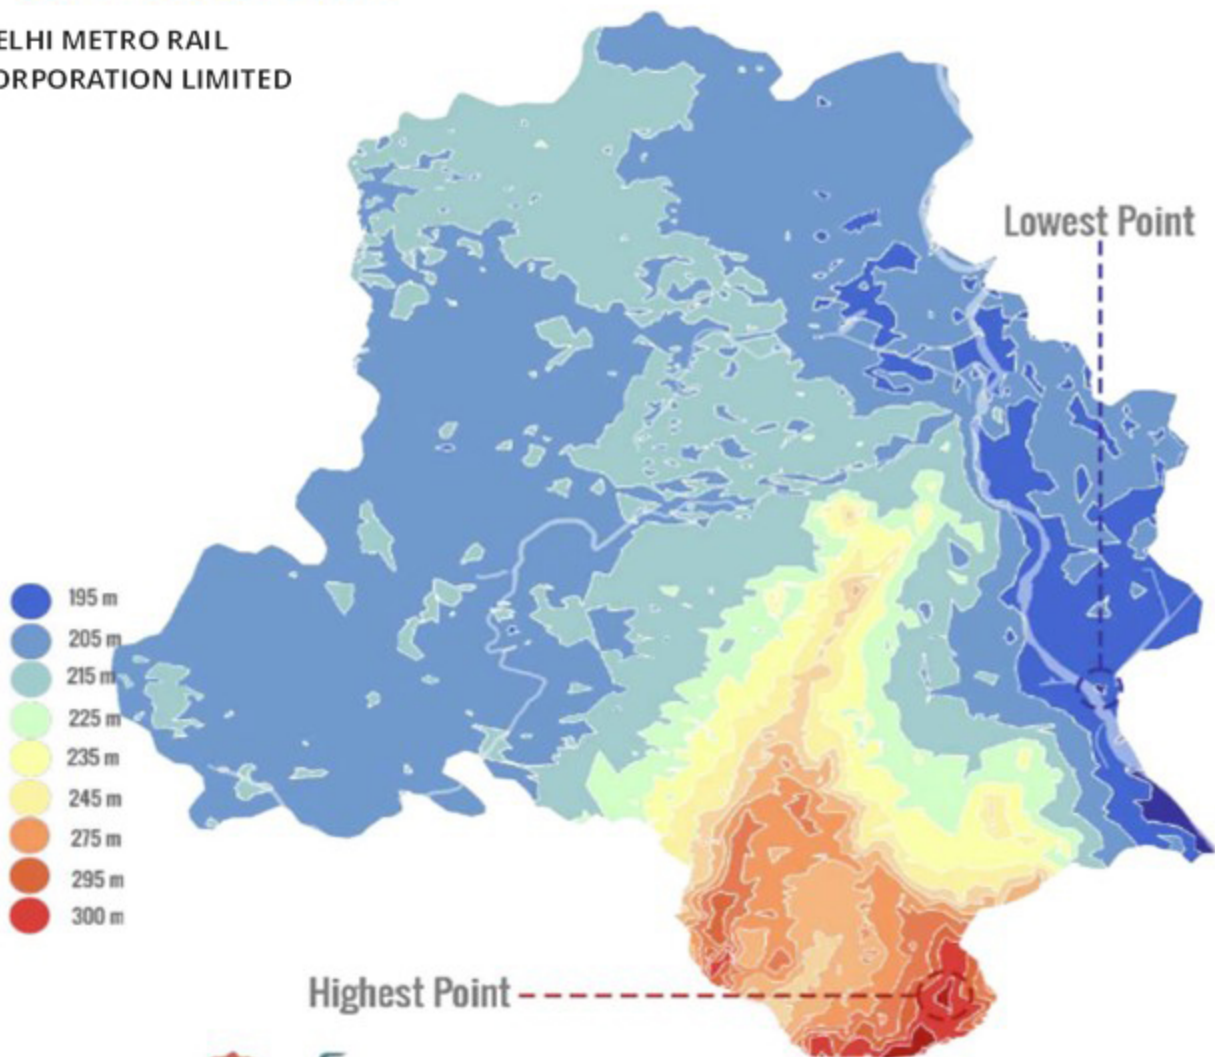 ELHI METRO RAIL
ORPORATION LIMITED
Lowest Point
195 m
205 m
215 m
225 m
235 m
245 m
275 m
295 m
300 m
Highest Point